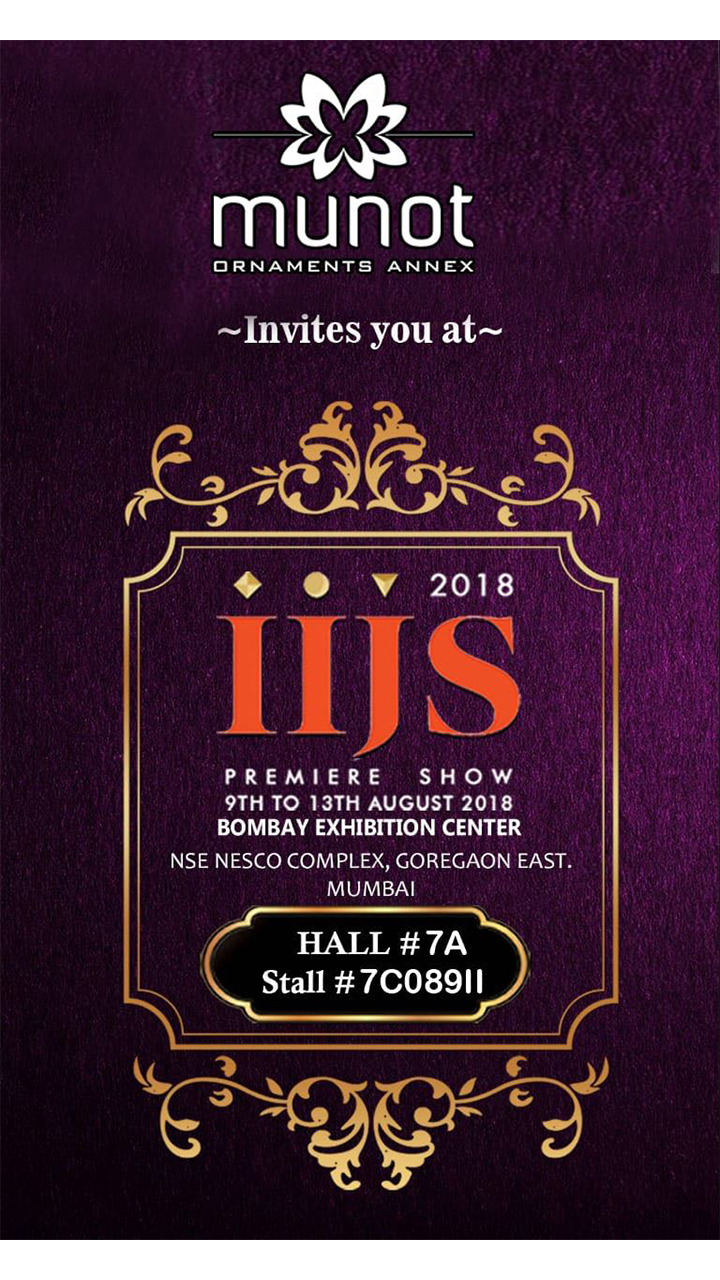 munot
ORNAMENTS ANNEX
~Invites you at~
2018
IIJS
PREMIERE SHOW
9TH TO 13TH AUGUST 2018
BOMBAY EXHIBITION CENTER
NSE NESCO COMPLEX, GOREGAON EAST.
MUMBAI
HALL #7A
Stall #7C089II